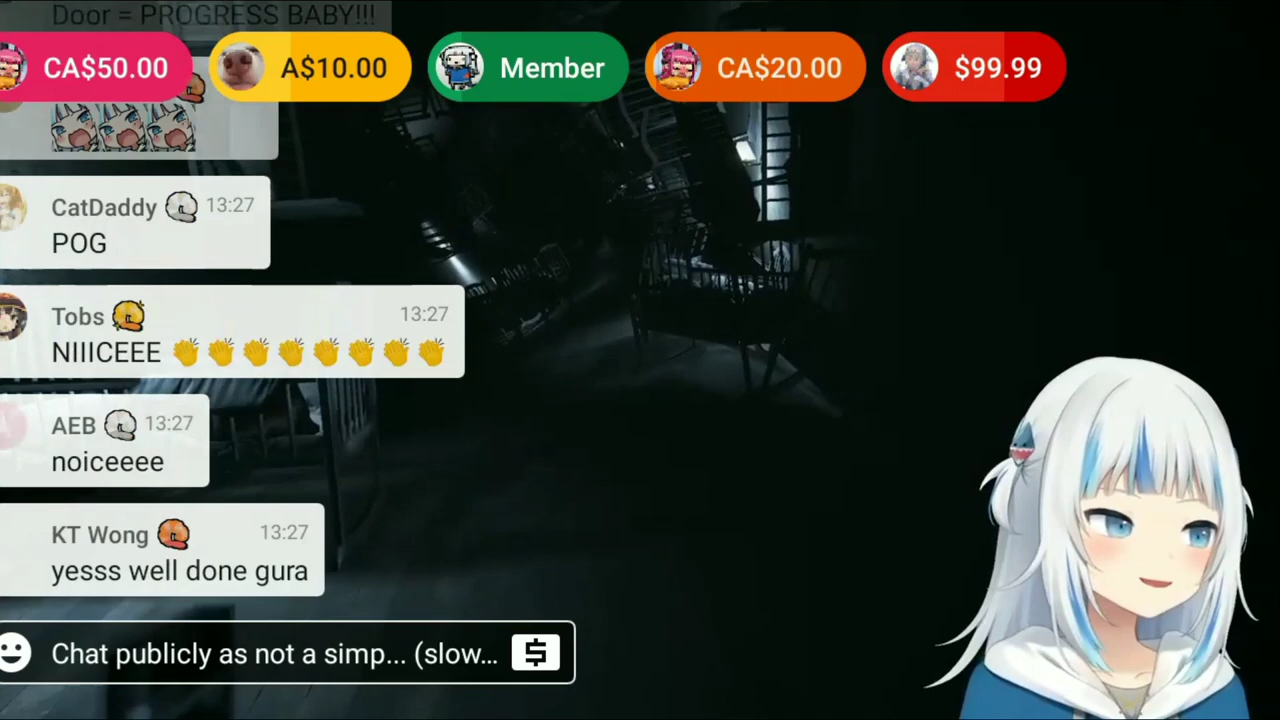 Door = PROGRESS BABY!!!
CA$50.00
A$10.00
Member
CA$20.00
$99.99
CatDaddy 13:27
POG
Tobs 13:27
NIIICEEE 👏👏👏👏👏👏👏👏
AEB 13:27
noiceeee
KT Wong 13:27
yesss well done gura
Chat publicly as not a simp... (slow...
$